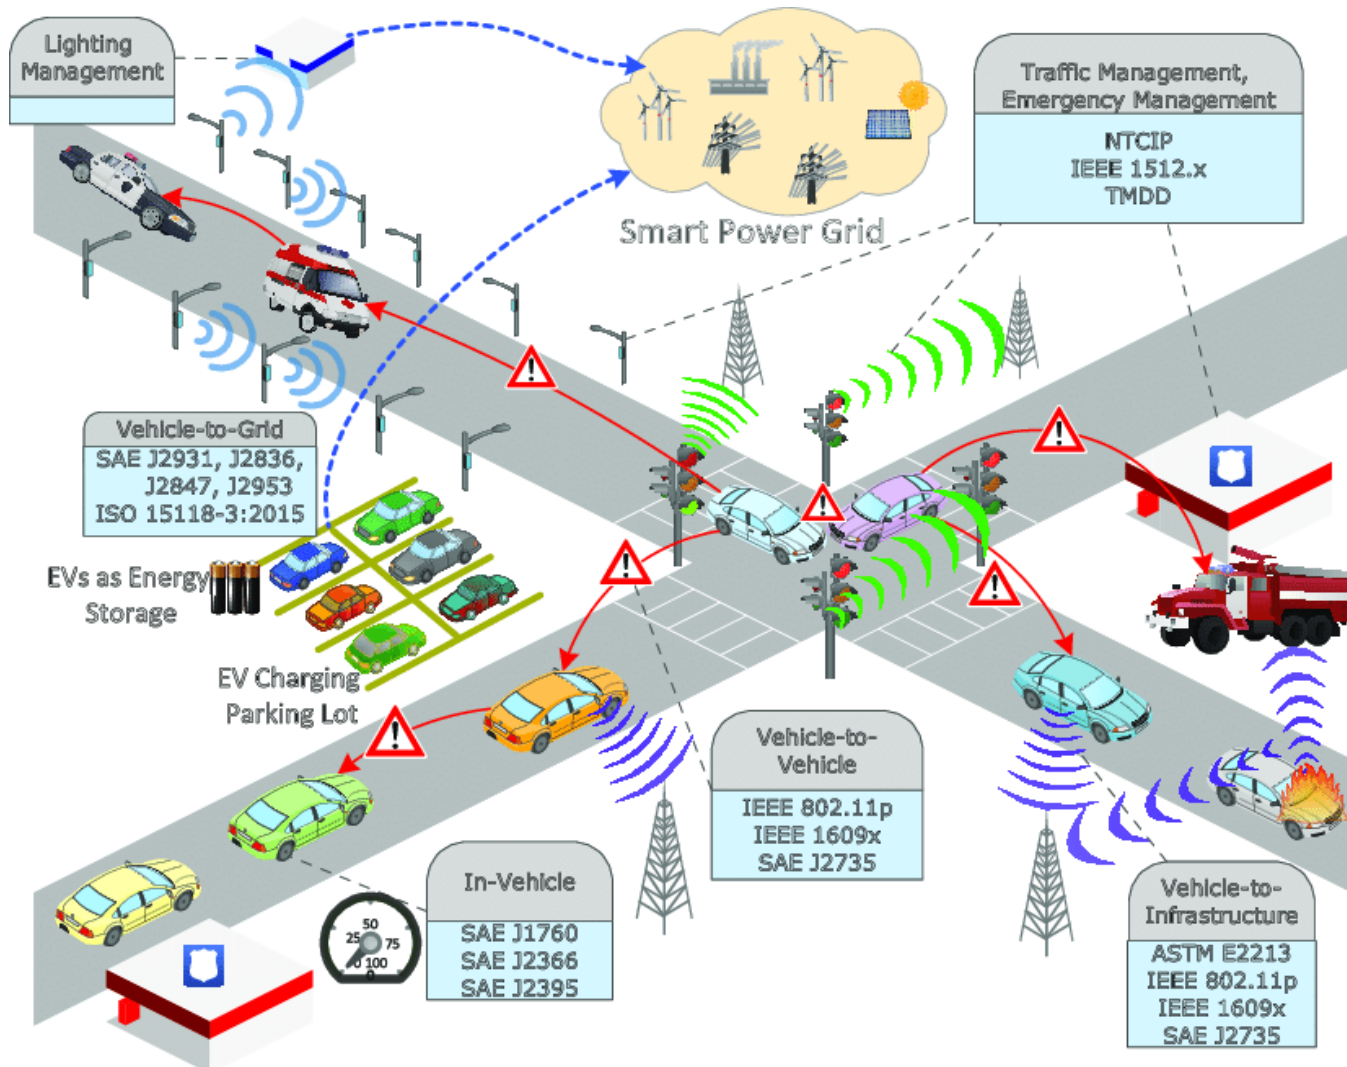 Lighting
Management
Traffic Management,
Emergency Management
NTCIP
IEEE 1512.x
TMDD
Smart Power Grid
Vehicle-to-Grid
SAE J2931, J2836,
J2847, J2953
ISO 15118-3:2015
EVs as Energy
Storage
EV Charging
Parking Lot
Vehicle-to-
Vehicle
IEEE 802.11p
IEEE 1609x
SAE J2735
In-Vehicle
SAE J1760
SAE J2366
SAE J2395
50
25
75
0
100
0
Vehicle-to-
Infrastructure
ASTM E2213
IEEE 802.11p
IEEE 1609x
SAE J2735